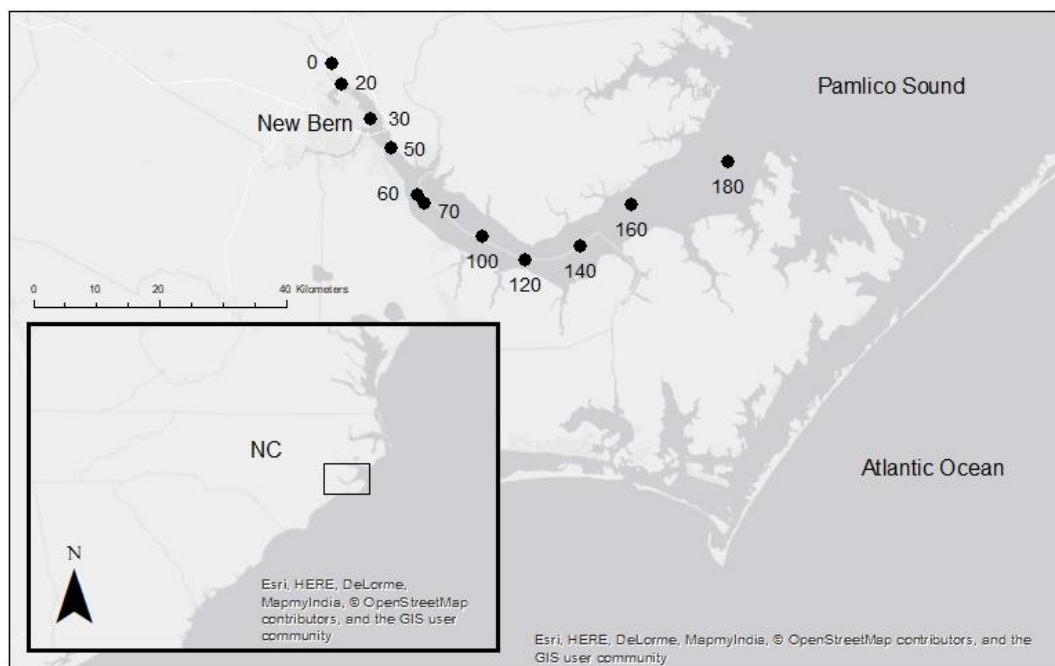 0
20
Pamlico Sound
New Bern
30
50
60
70
180
160
100
140
120
0 10 20 40 Kilometers
NC
Atlantic Ocean
N
Esri, HERE, DeLorme,
MapmyIndia, © OpenStreetMap
contributors, and the GIS user
community
Esri, HERE, DeLorme, MapmyIndia, © OpenStreetMap contributors, and the
GIS user community